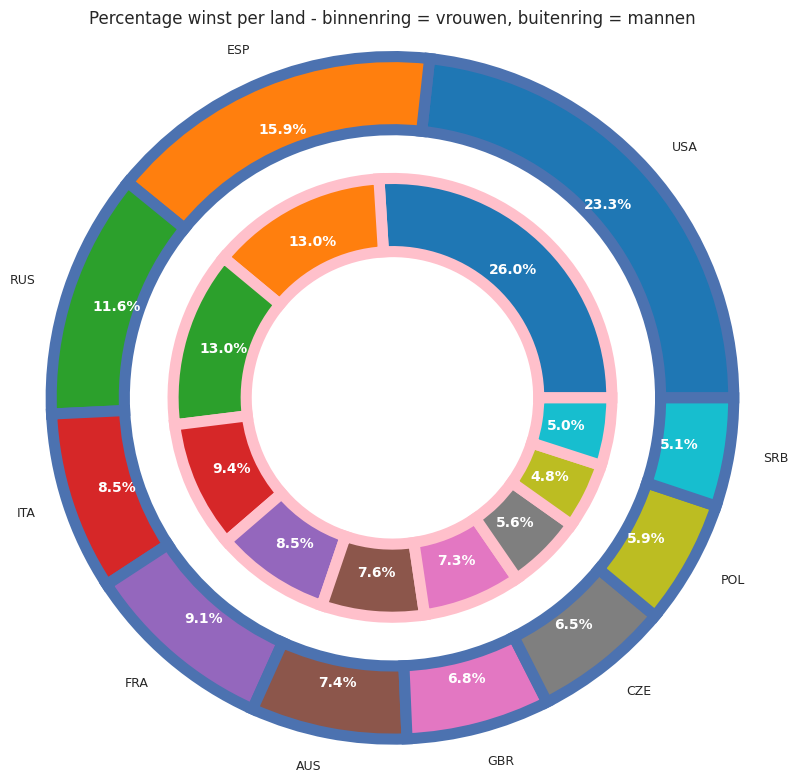 Percentage winst per land - binnenring = vrouwen, buitenring = mannen
ESP
USA
15.9%
23.3%
13.0%
26.0%
RUS
11.6%
13.0%
5.0%
5.1%
SRB
9.4%
4.8%
8.5%
ITA
5.6%
5.9%
8.5%
7.6%
7.3%
POL
9.1%
6.5%
FRA
7.4%
6.8%
CZE
AUS
GBR